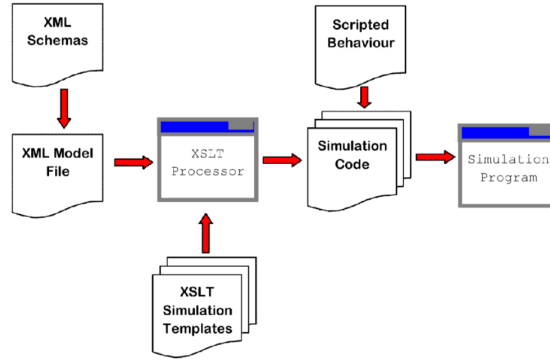 XML
Schemas
Scripted
Behaviour
XML Model
File
XSLT
Processor
Simulation
Code
Simulation
Program
XSLT
Simulation
Templates